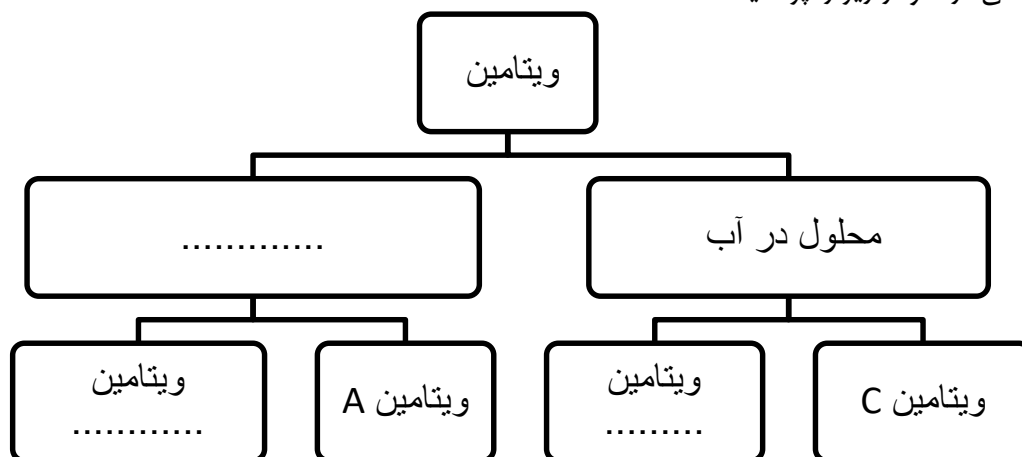 ویتامین
محلول در آب
.............
ویتامین C
ویتامین
.........
ویتامین A
ویتامین
............